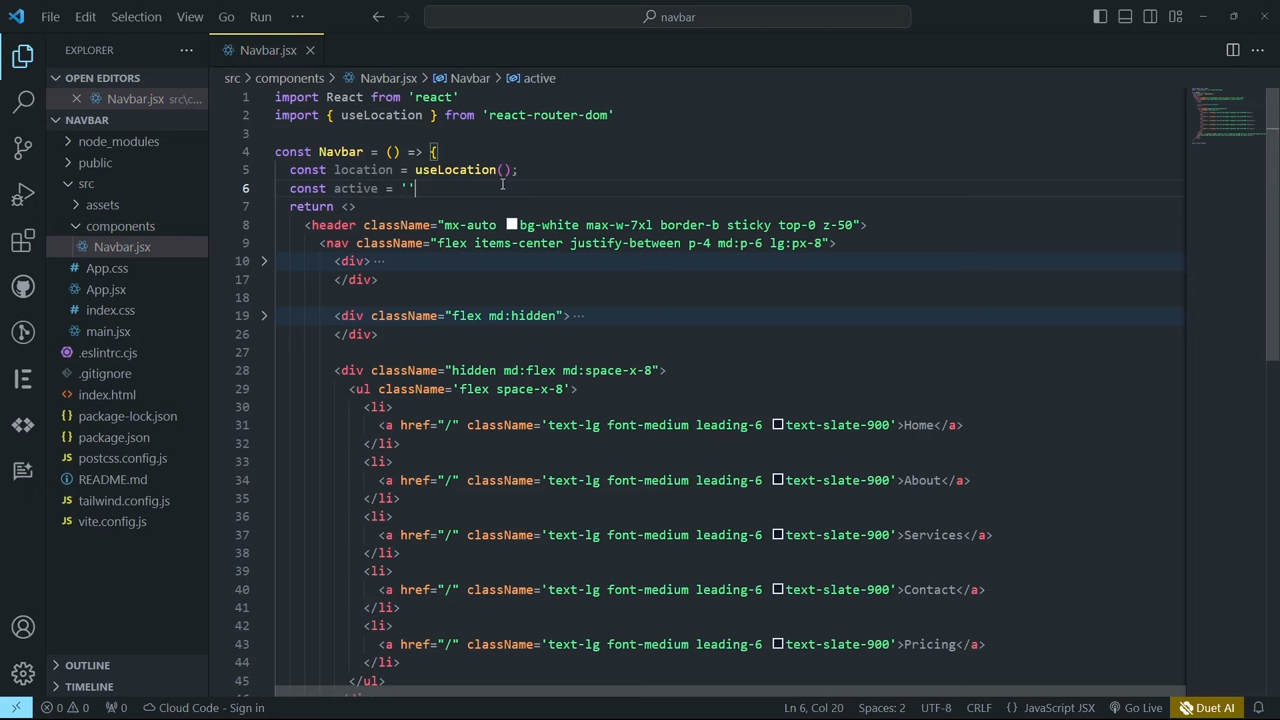 File Edit Selection View Go Run ··· navbar
EXPLORER ···
Navbar.jsx
OPEN EDITORS
Navbar.jsx src\c...
NAVBAR
node_modules
public
src
assets
components
Navbar.jsx
App.css
App.jsx
index.css
main.jsx
.eslintrc.cjs
.gitignore
index.html
package-lock.json
package.json
postcss.config.js
README.md
tailwind.config.js
vite.config.js
OUTLINE
TIMELINE
src > components > Navbar.jsx > Navbar > active
1 import React from 'react'
2 import { useLocation } from 'react-router-dom'
3
4 const Navbar = () => {
5 const location = useLocation();
6 const active = ''
7 return <>
8 <header className="mx-auto bg-white max-w-7xl border-b sticky top-0 z-50">
9 <nav className="flex items-center justify-between p-4 md:p-6 lg:px-8">
10 <div>···
17 </div>
18
19 <div className="flex md:hidden">···
26 </div>
27
28 <div className="hidden md:flex md:space-x-8">
29 <ul className='flex space-x-8'>
30 <li>
31 <a href="/" className='text-lg font-medium leading-6 text-slate-900'>Home</a>
32 </li>
33 <li>
34 <a href="/" className='text-lg font-medium leading-6 text-slate-900'>About</a>
35 </li>
36 <li>
37 <a href="/" className='text-lg font-medium leading-6 text-slate-900'>Services</a>
38 </li>
39 <li>
40 <a href="/" className='text-lg font-medium leading-6 text-slate-900'>Contact</a>
41 </li>
42 <li>
43 <a href="/" className='text-lg font-medium leading-6 text-slate-900'>Pricing</a>
44 </li>
45 </ul>
0 0 0 Cloud Code - Sign in Ln 6, Col 20 Spaces: 2 UTF-8 CRLF { } JavaScript JSX Go Live Duet AI